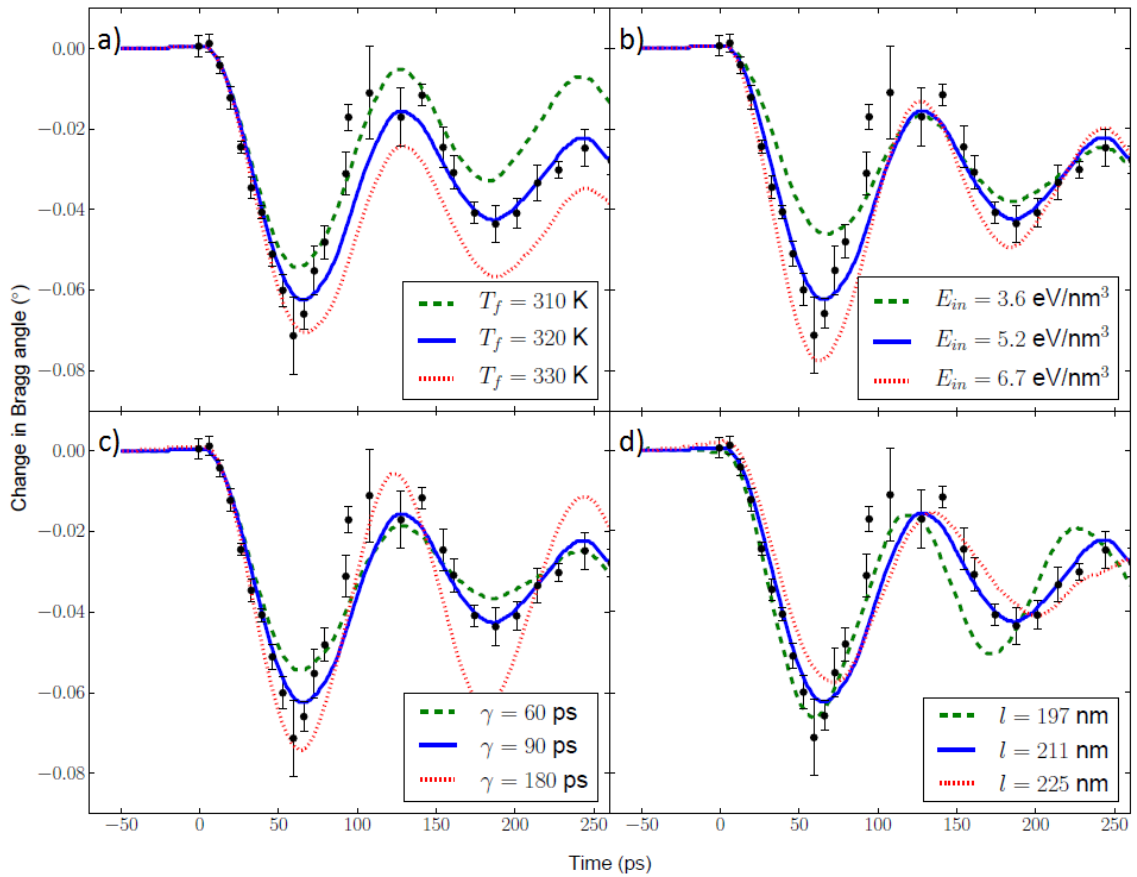 a)
b)
0.00
−0.02
−0.04
−0.06
−0.08
T_f = 310 K
T_f = 320 K
T_f = 330 K
E_in = 3.6 eV/nm³
E_in = 5.2 eV/nm³
E_in = 6.7 eV/nm³
Change in Bragg angle (°)
c)
d)
0.00
−0.02
−0.04
−0.06
−0.08
γ = 60 ps
γ = 90 ps
γ = 180 ps
l = 197 nm
l = 211 nm
l = 225 nm
−50 0 50 100 150 200 250
−50 0 50 100 150 200 250
Time (ps)